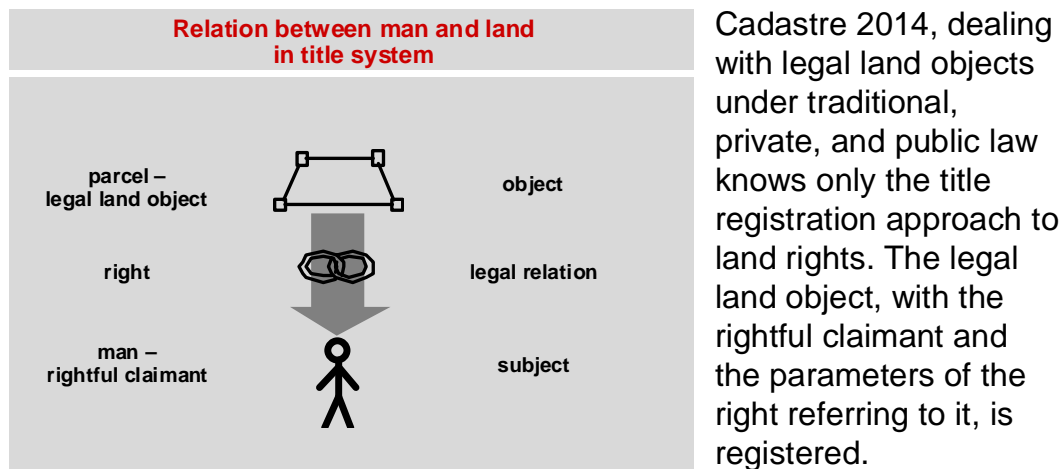 Relation between man and land
in title system
parcel –
legal land object
object
right
legal relation
man –
rightful claimant
subject
Cadastre 2014, dealing
with legal land objects
under traditional,
private, and public law
knows only the title
registration approach to
land rights. The legal
land object, with the
rightful claimant and
the parameters of the
right referring to it, is
registered.